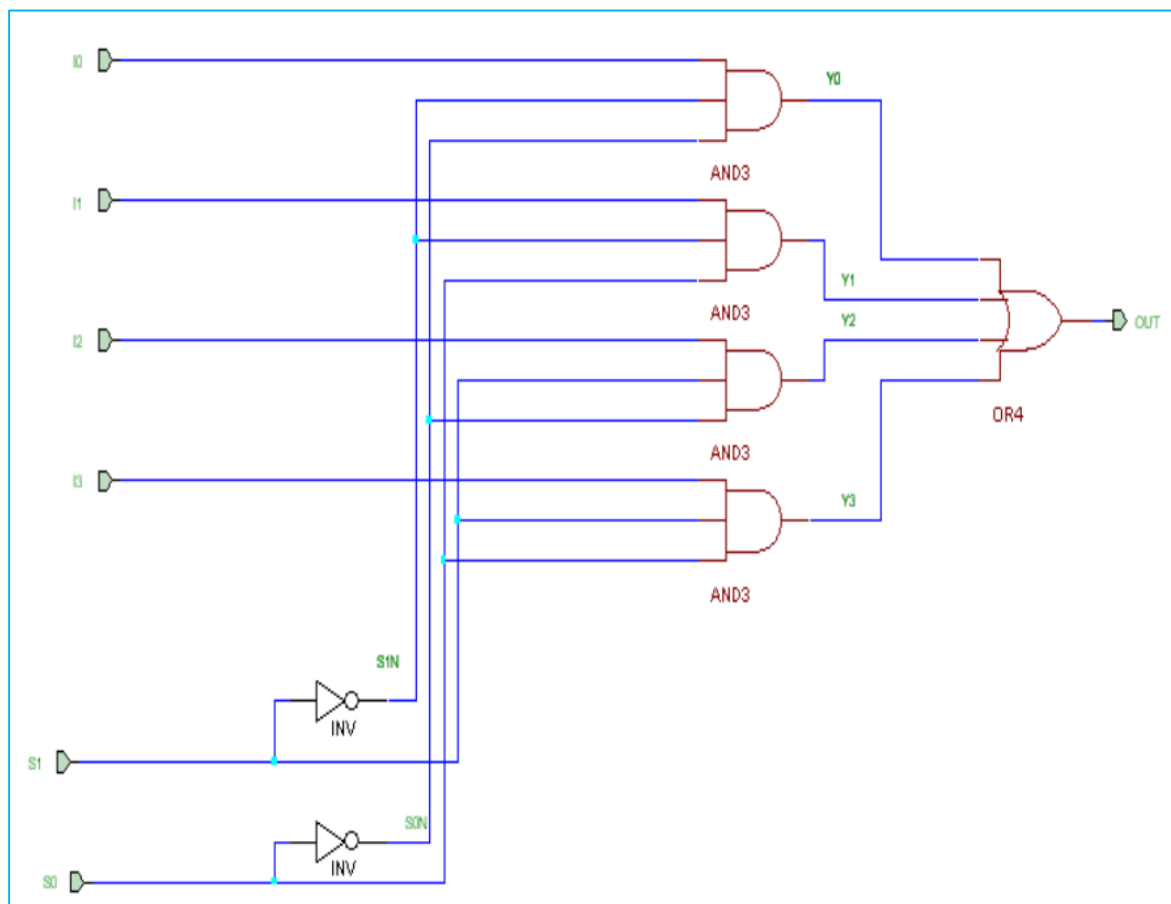 I0
Y0
AND3
I1
Y1
AND3
I2
Y2
OUT
AND3
OR4
I3
Y3
AND3
S1N
INV
S1
S0N
INV
S0